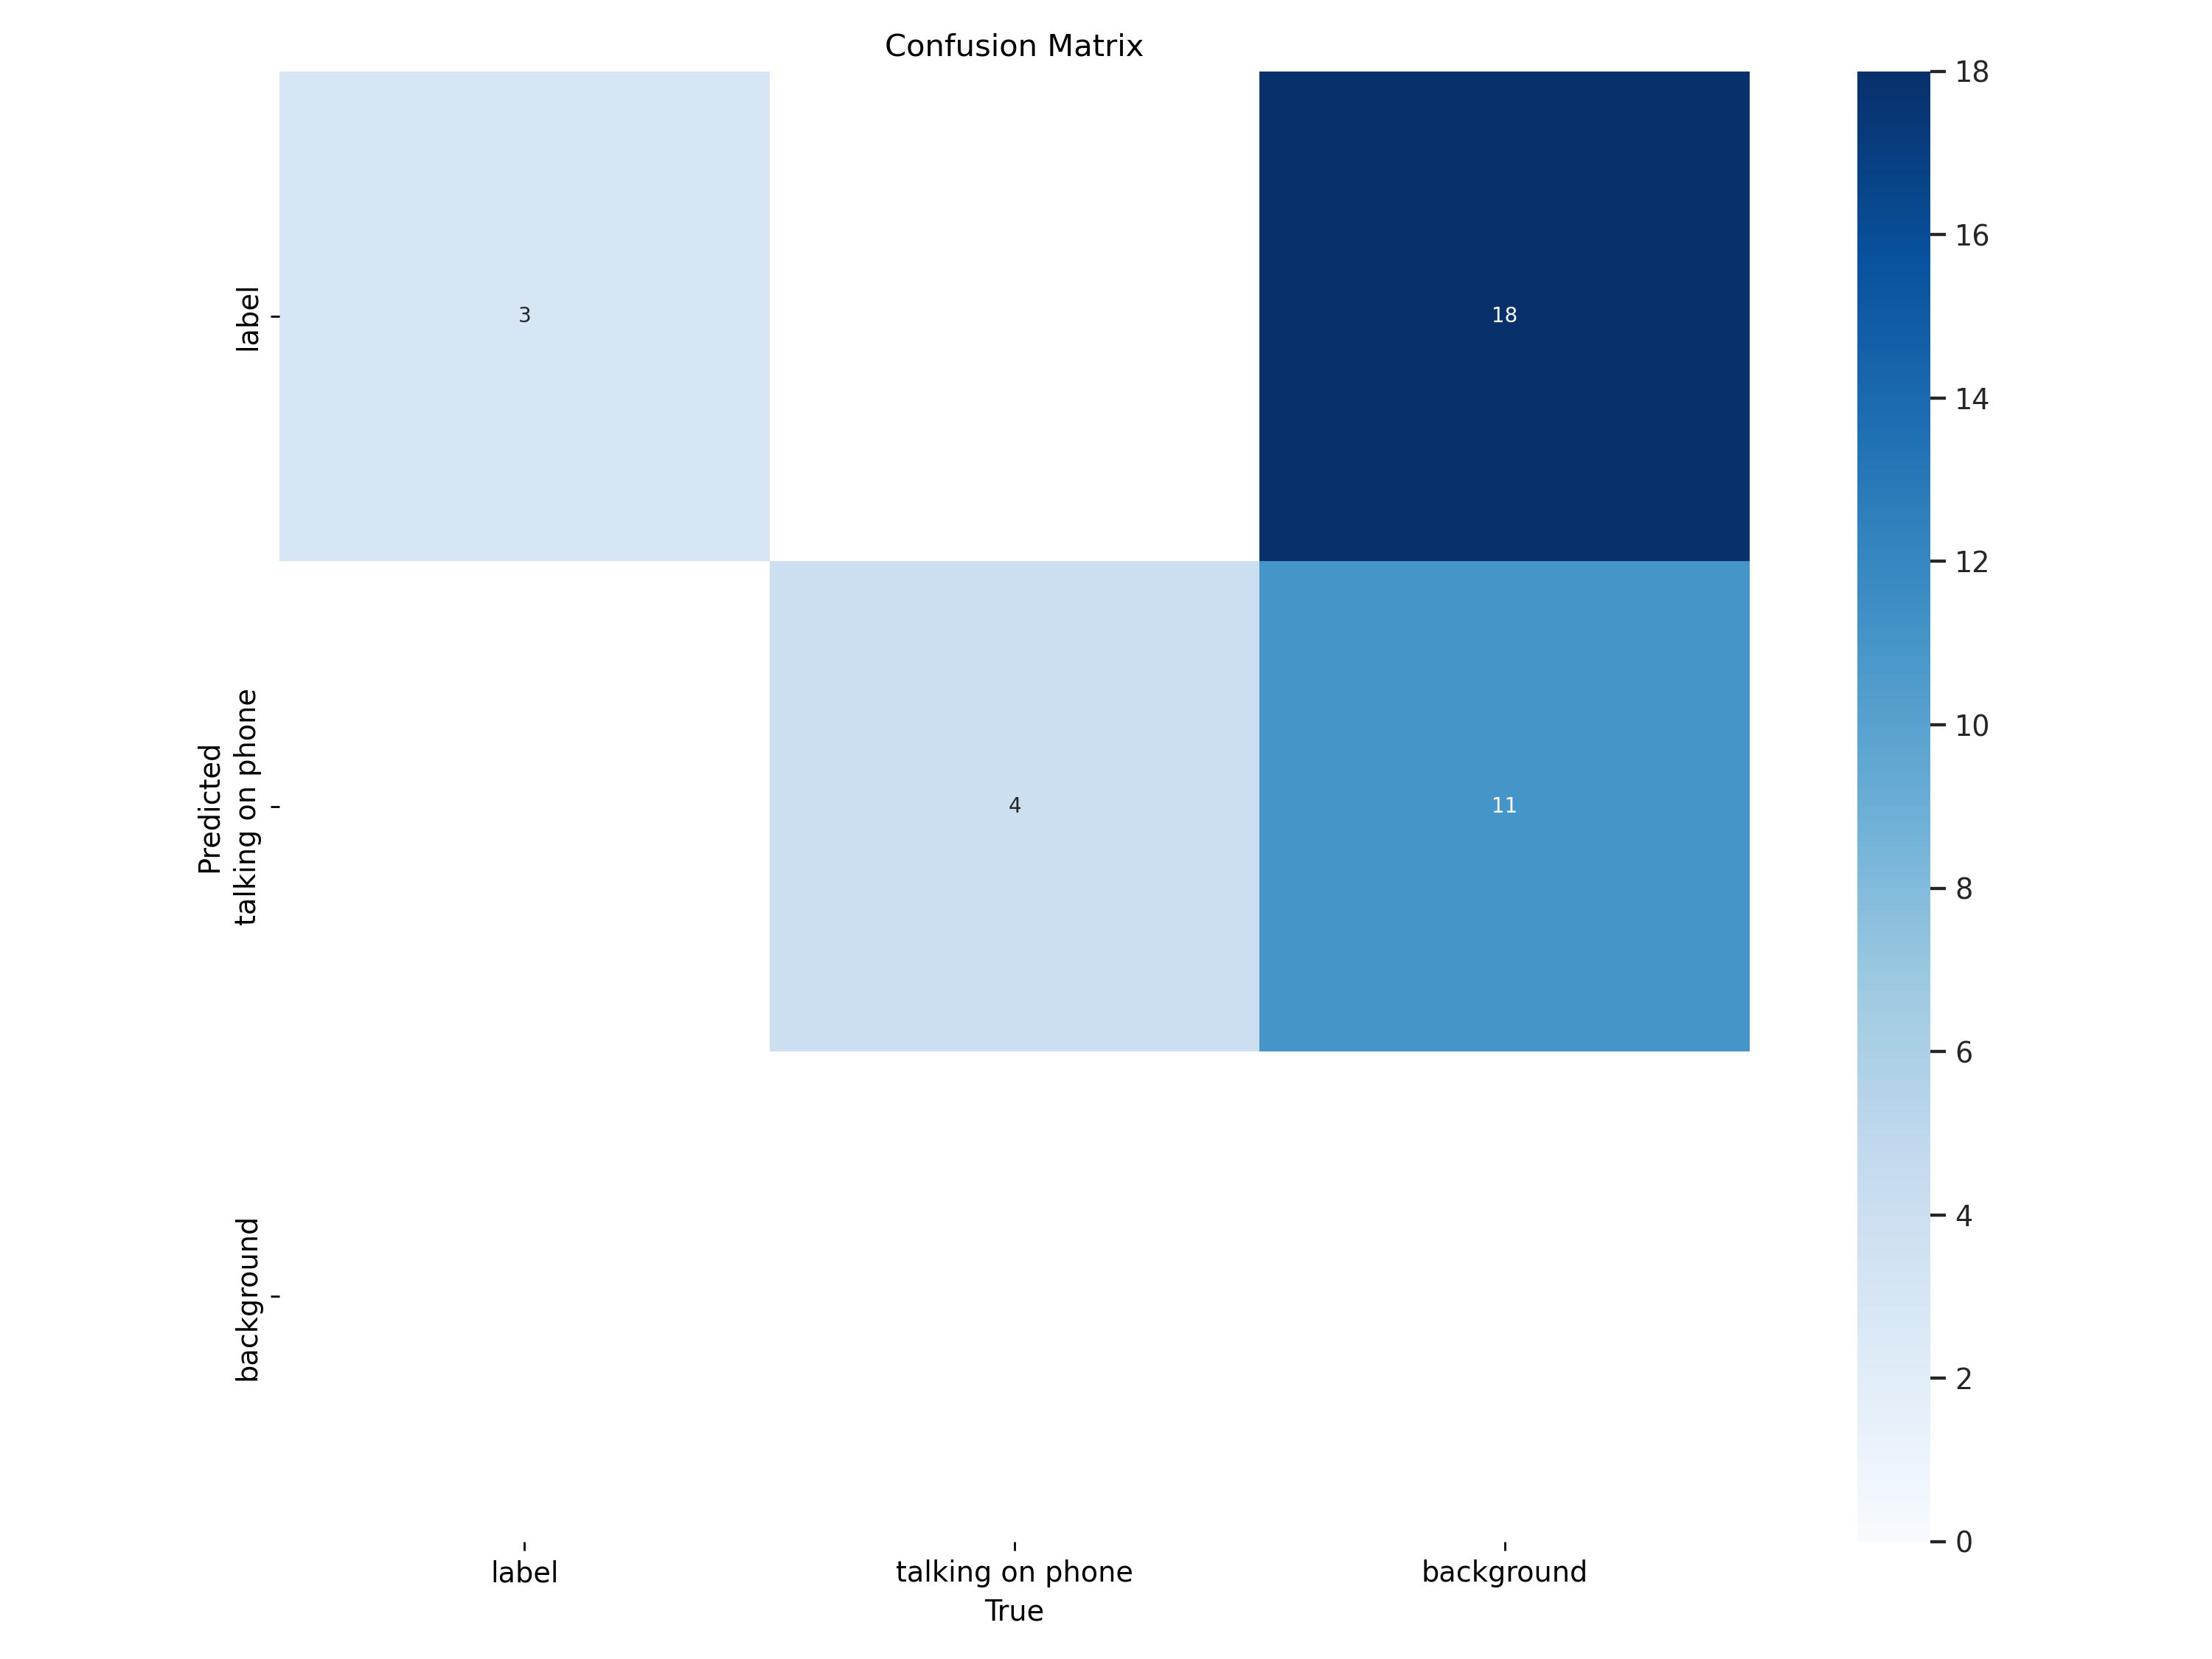 Confusion Matrix
label
3
18
Predicted
talking on phone
4
11
background
label
talking on phone
background
True
18
16
14
12
10
8
6
4
2
0